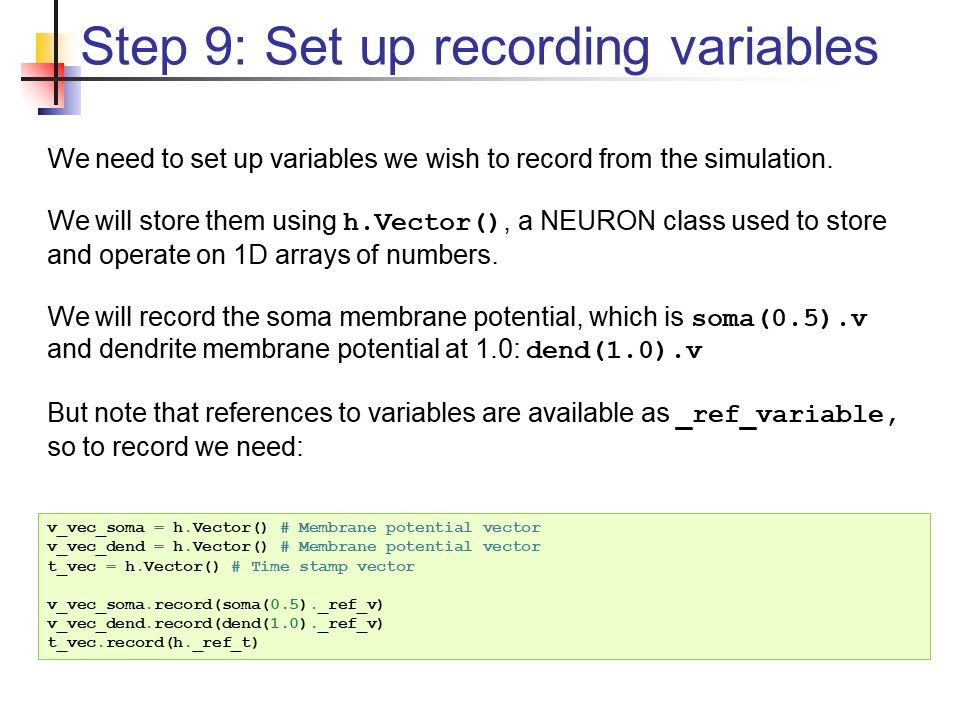 Step 9: Set up recording variables
We need to set up variables we wish to record from the simulation.
We will store them using h.Vector(), a NEURON class used to store
and operate on 1D arrays of numbers.
We will record the soma membrane potential, which is soma(0.5).v
and dendrite membrane potential at 1.0: dend(1.0).v
But note that references to variables are available as _ref_variable,
so to record we need:
v_vec_soma = h.Vector() # Membrane potential vector
v_vec_dend = h.Vector() # Membrane potential vector
t_vec = h.Vector() # Time stamp vector
v_vec_soma.record(soma(0.5)._ref_v)
v_vec_dend.record(dend(1.0)._ref_v)
t_vec.record(h._ref_t)